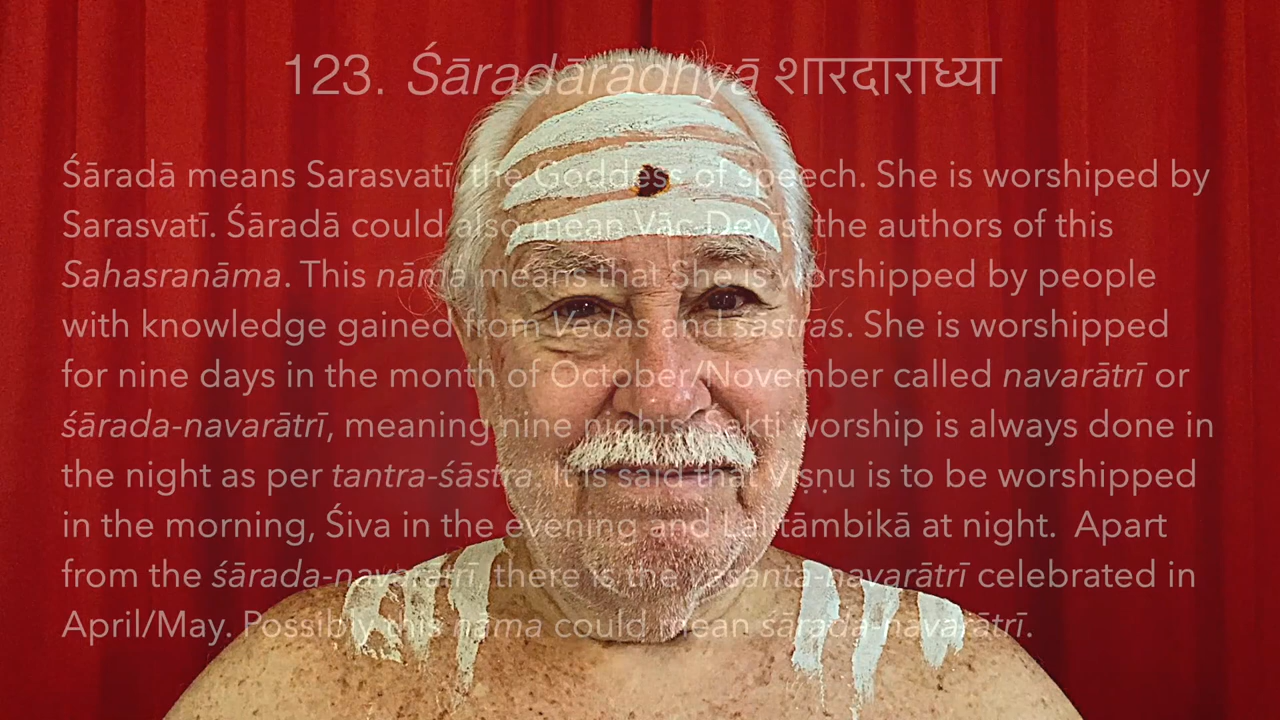 123. Śāradārādhyā शारदाराध्या
Śāradā means Sarasvatī the Goddess of speech. She is worshiped by
Sarasvatī. Śāradā could also mean Vāc Devī-s, the authors of this
Sahasranāma. This nāma means that She is worshipped by people
with knowledge gained from Vedas and śāstras. She is worshipped
for nine days in the month of October/November called navarātrī or
śārada-navarātrī, meaning nine nights. Śakti worship is always done in
the night as per tantra-śāstra. It is said that Viṣṇu is to be worshipped
in the morning, Śiva in the evening and Lalitāmbikā at night. Apart
from the śārada-navarātrī, there is the vasanta-navarātrī celebrated in
April/May. Possibly this nāma could mean śārada-navarātrī.